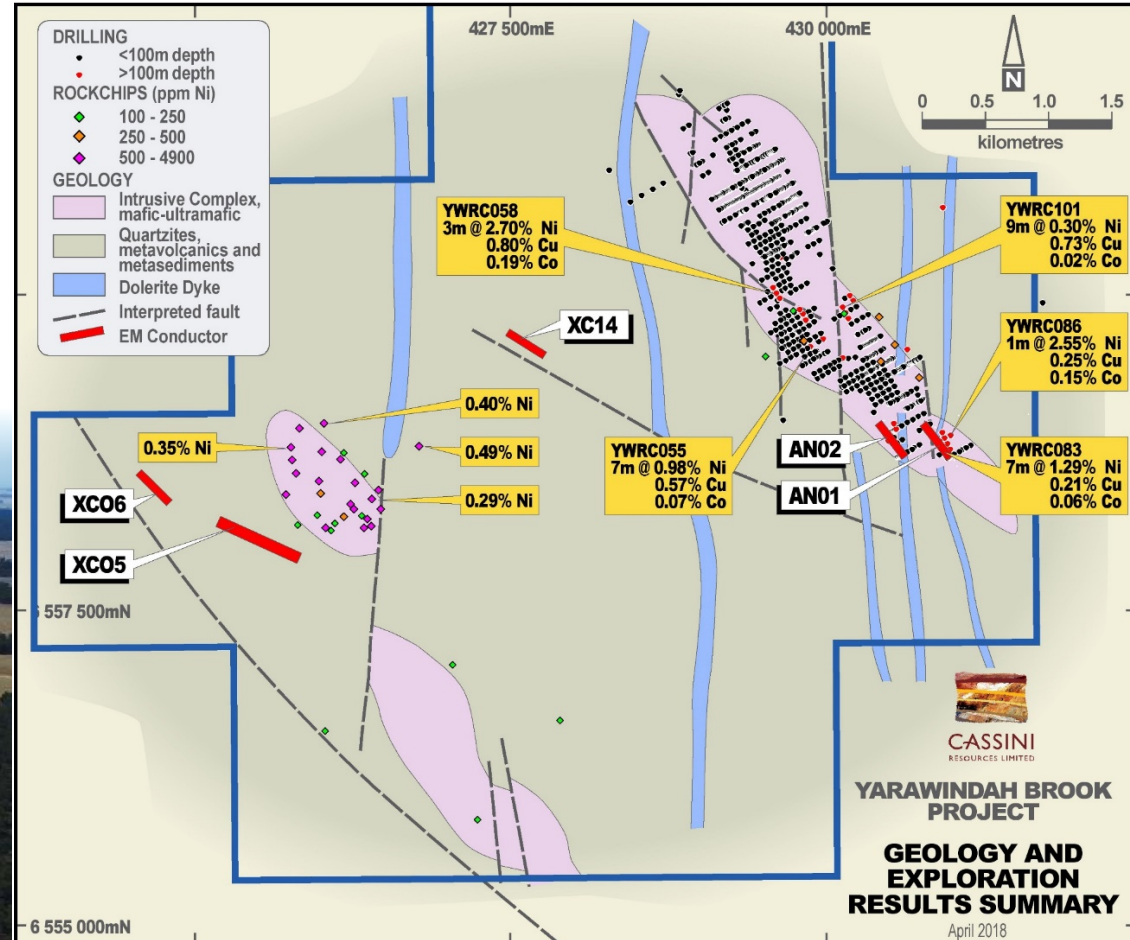 DRILLING
<100m depth
>100m depth
ROCKCHIPS (ppm Ni)
100 - 250
250 - 500
500 - 4900
GEOLOGY
Intrusive Complex,
mafic-ultramafic
Quartzites,
metavolcanics and
metasediments
Dolerite Dyke
Interpreted fault
EM Conductor
427 500mE
430 000mE
N
0 0.5 1.0 1.5
kilometres
YWRC058
3m @ 2.70% Ni
0.80% Cu
0.19% Co
YWRC101
9m @ 0.30% Ni
0.73% Cu
0.02% Co
XC14
YWRC086
1m @ 2.55% Ni
0.25% Cu
0.15% Co
0.40% Ni
0.35% Ni
0.49% Ni
0.29% Ni
YWRC055
7m @ 0.98% Ni
0.57% Cu
0.07% Co
AN02
AN01
YWRC083
7m @ 1.29% Ni
0.21% Cu
0.06% Co
XCO6
XCO5
6 557 500mN
CASSINI
RESOURCES LIMITED
YARAWINDAH BROOK
PROJECT
GEOLOGY AND
EXPLORATION
RESULTS SUMMARY
April 2018
6 555 000mN